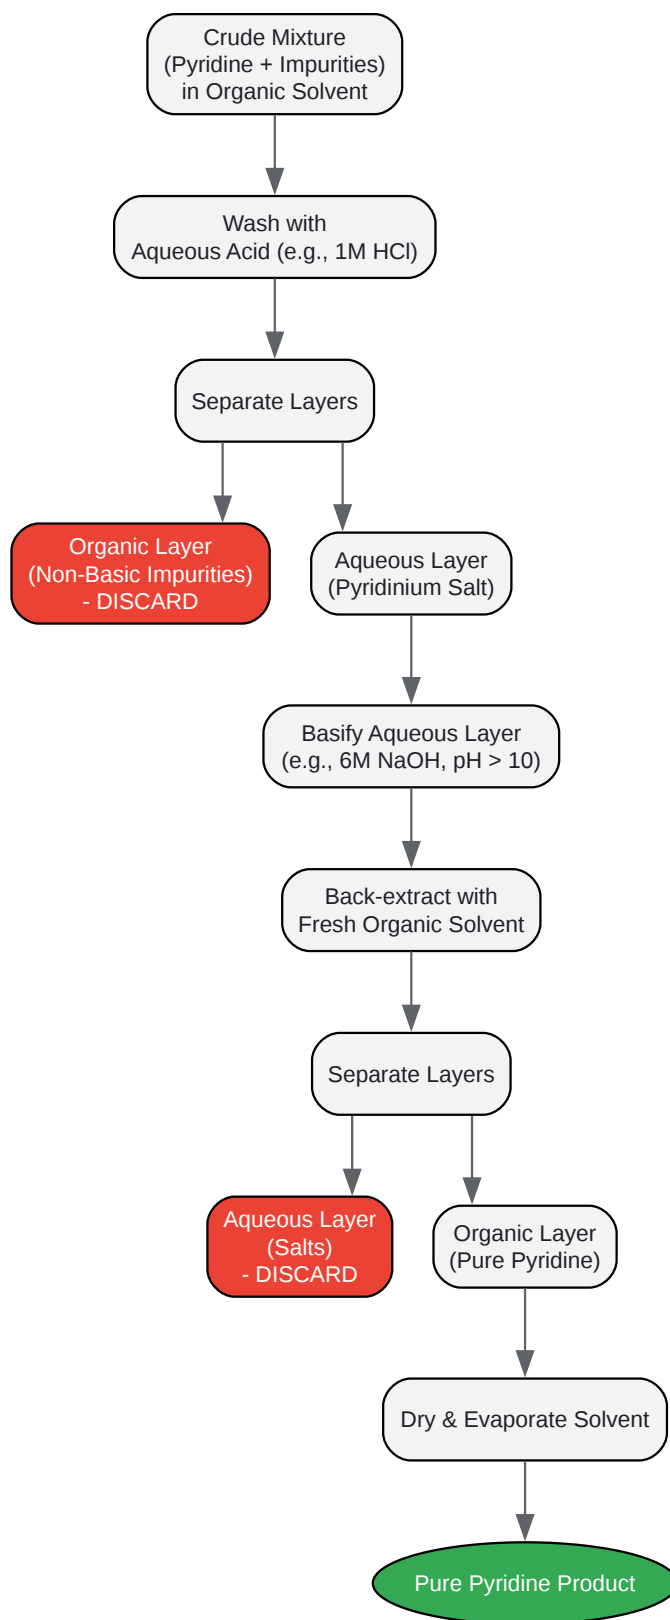 Crude Mixture
(Pyridine + Impurities)
in Organic Solvent
Wash with
Aqueous Acid (e.g., 1M HCl)
Separate Layers
Organic Layer
(Non-Basic Impurities)
- DISCARD
Aqueous Layer
(Pyridinium Salt)
Basify Aqueous Layer
(e.g., 6M NaOH, pH > 10)
Back-extract with
Fresh Organic Solvent
Separate Layers
Aqueous Layer
(Salts)
- DISCARD
Organic Layer
(Pure Pyridine)
Dry & Evaporate Solvent
Pure Pyridine Product